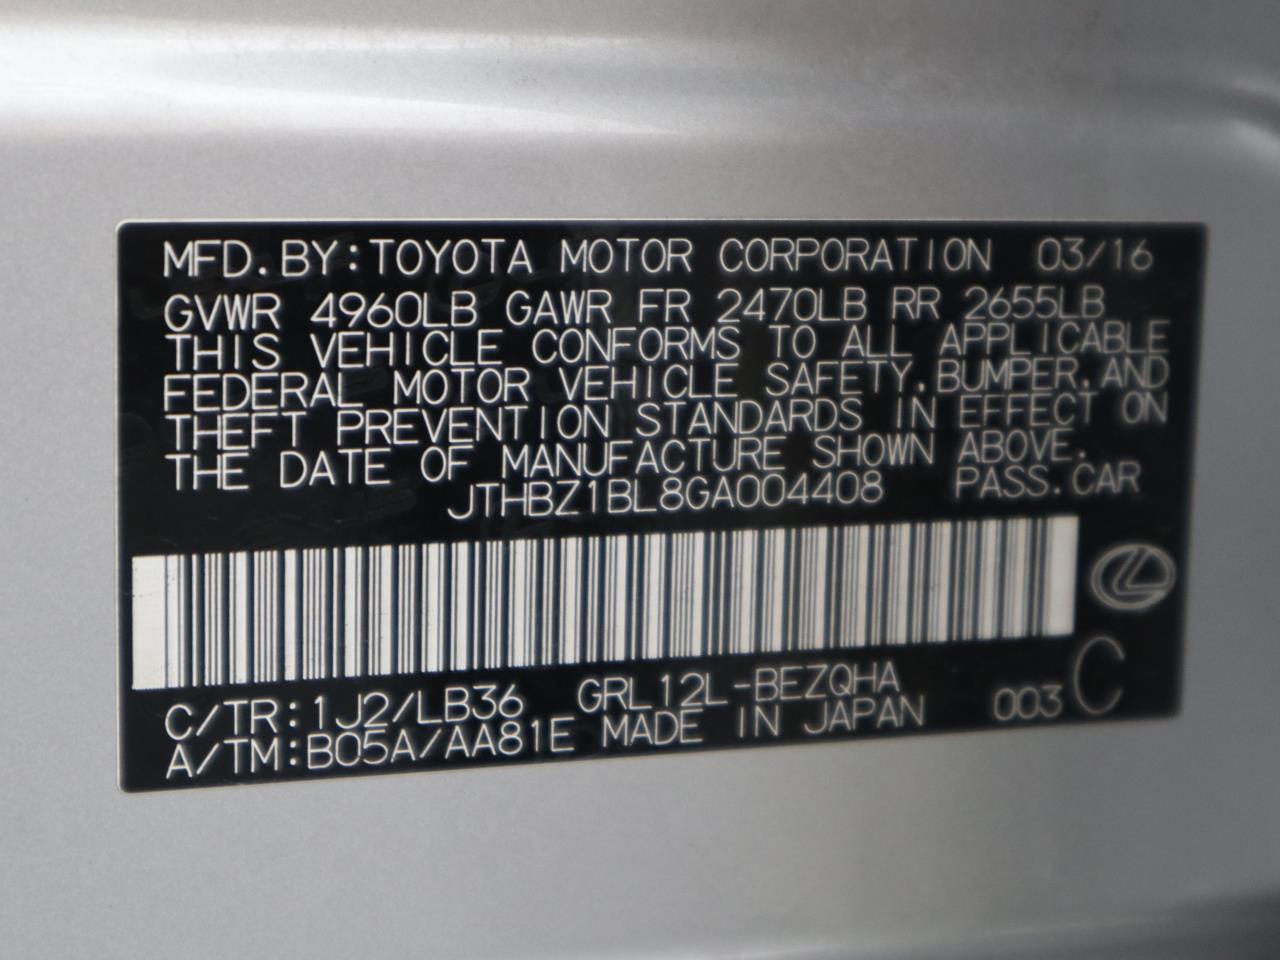 MFD.BY:TOYOTA MOTOR CORPORATION 03/16
GVWR 4960LB GAWR FR 2470LB RR 2655LB
THIS VEHICLE CONFORMS TO ALL APPLICABLE
FEDERAL MOTOR VEHICLE SAFETY,BUMPER,AND
THEFT PREVENTION STANDARDS IN EFFECT ON
THE DATE OF MANUFACTURE SHOWN ABOVE.
JTHBZ1BL8GA004408 PASS.CAR
C/TR:1J2/LB36 GRL12L-BEZQHA
A/TM:B05A/AA81E MADE IN JAPAN 003 C